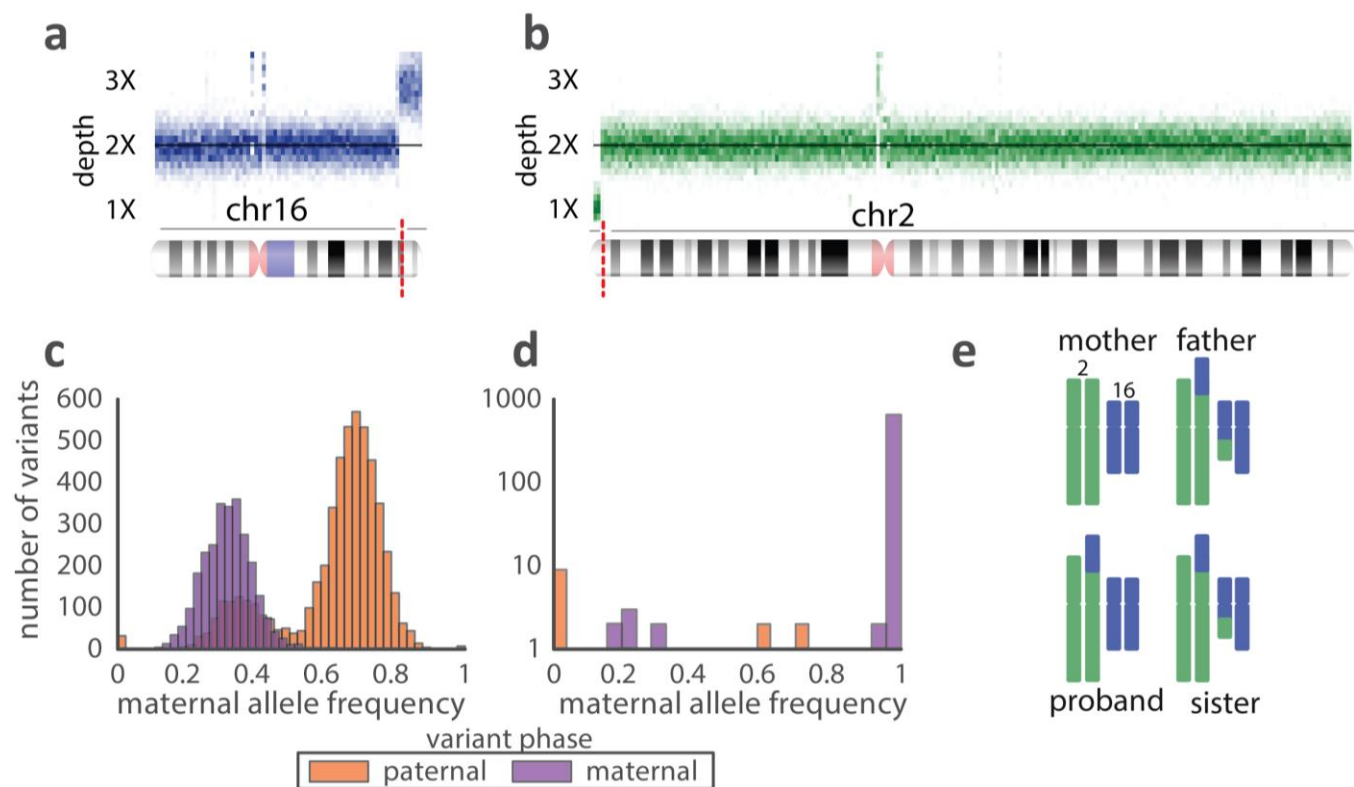 a
3X
2X
1X
depth
chr16
b
3X
2X
1X
depth
chr2
c
600
500
400
300
200
100
0
number of variants
0 0.2 0.4 0.6 0.8 1
maternal allele frequency
d
1000
100
10
1
0.2 0.4 0.6 0.8 1
maternal allele frequency
variant phase
paternal maternal
e
mother father
2
16
proband sister